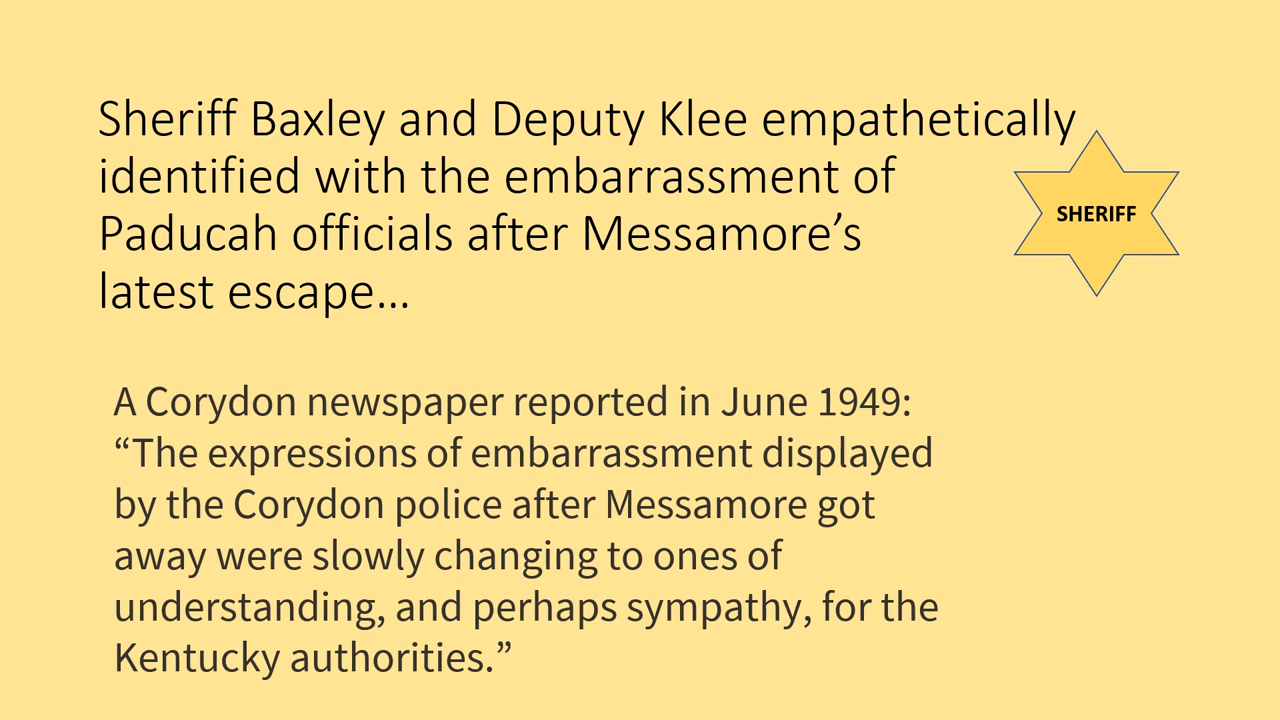 Sheriff Baxley and Deputy Klee empathetically
identified with the embarrassment of
Paducah officials after Messamore’s
latest escape…
SHERIFF
A Corydon newspaper reported in June 1949:
“The expressions of embarrassment displayed
by the Corydon police after Messamore got
away were slowly changing to ones of
understanding, and perhaps sympathy, for the
Kentucky authorities.”